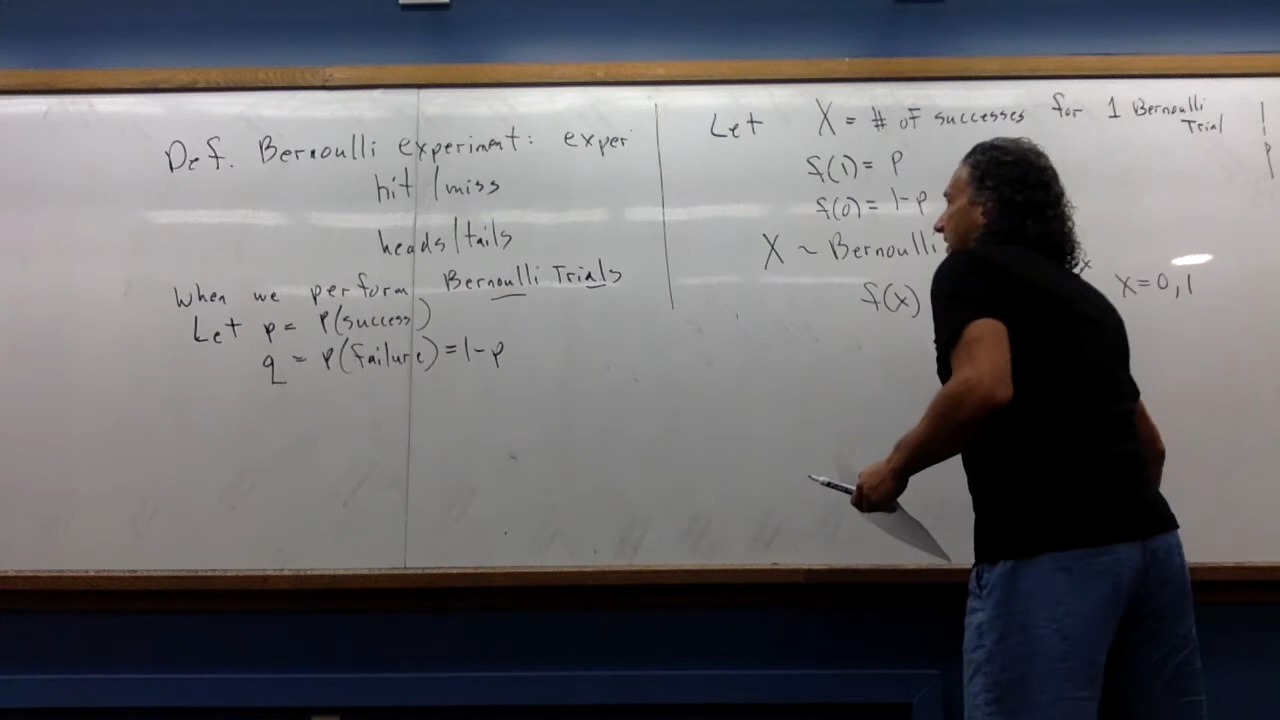 Def. Bernoulli experiment: exper
hit/miss
heads/tails
When we perform Bernoulli Trials
Let p = P(success)
q = P(failure) = 1-p
Let X = # of successes for 1 Bernoulli
Trial
f(1) = p
f(0) = 1-p
X ~ Bernoulli
f(x) x x=0,1
P